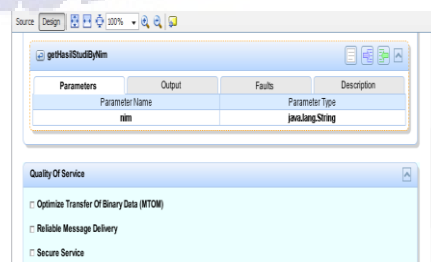 Source Design 100%
getHasilStudiByNim
Parameters Output Faults Description
Parameter Name Parameter Type
nim java.lang.String
Quality Of Service
Optimize Transfer Of Binary Data (MTOM)
Reliable Message Delivery
Secure Service